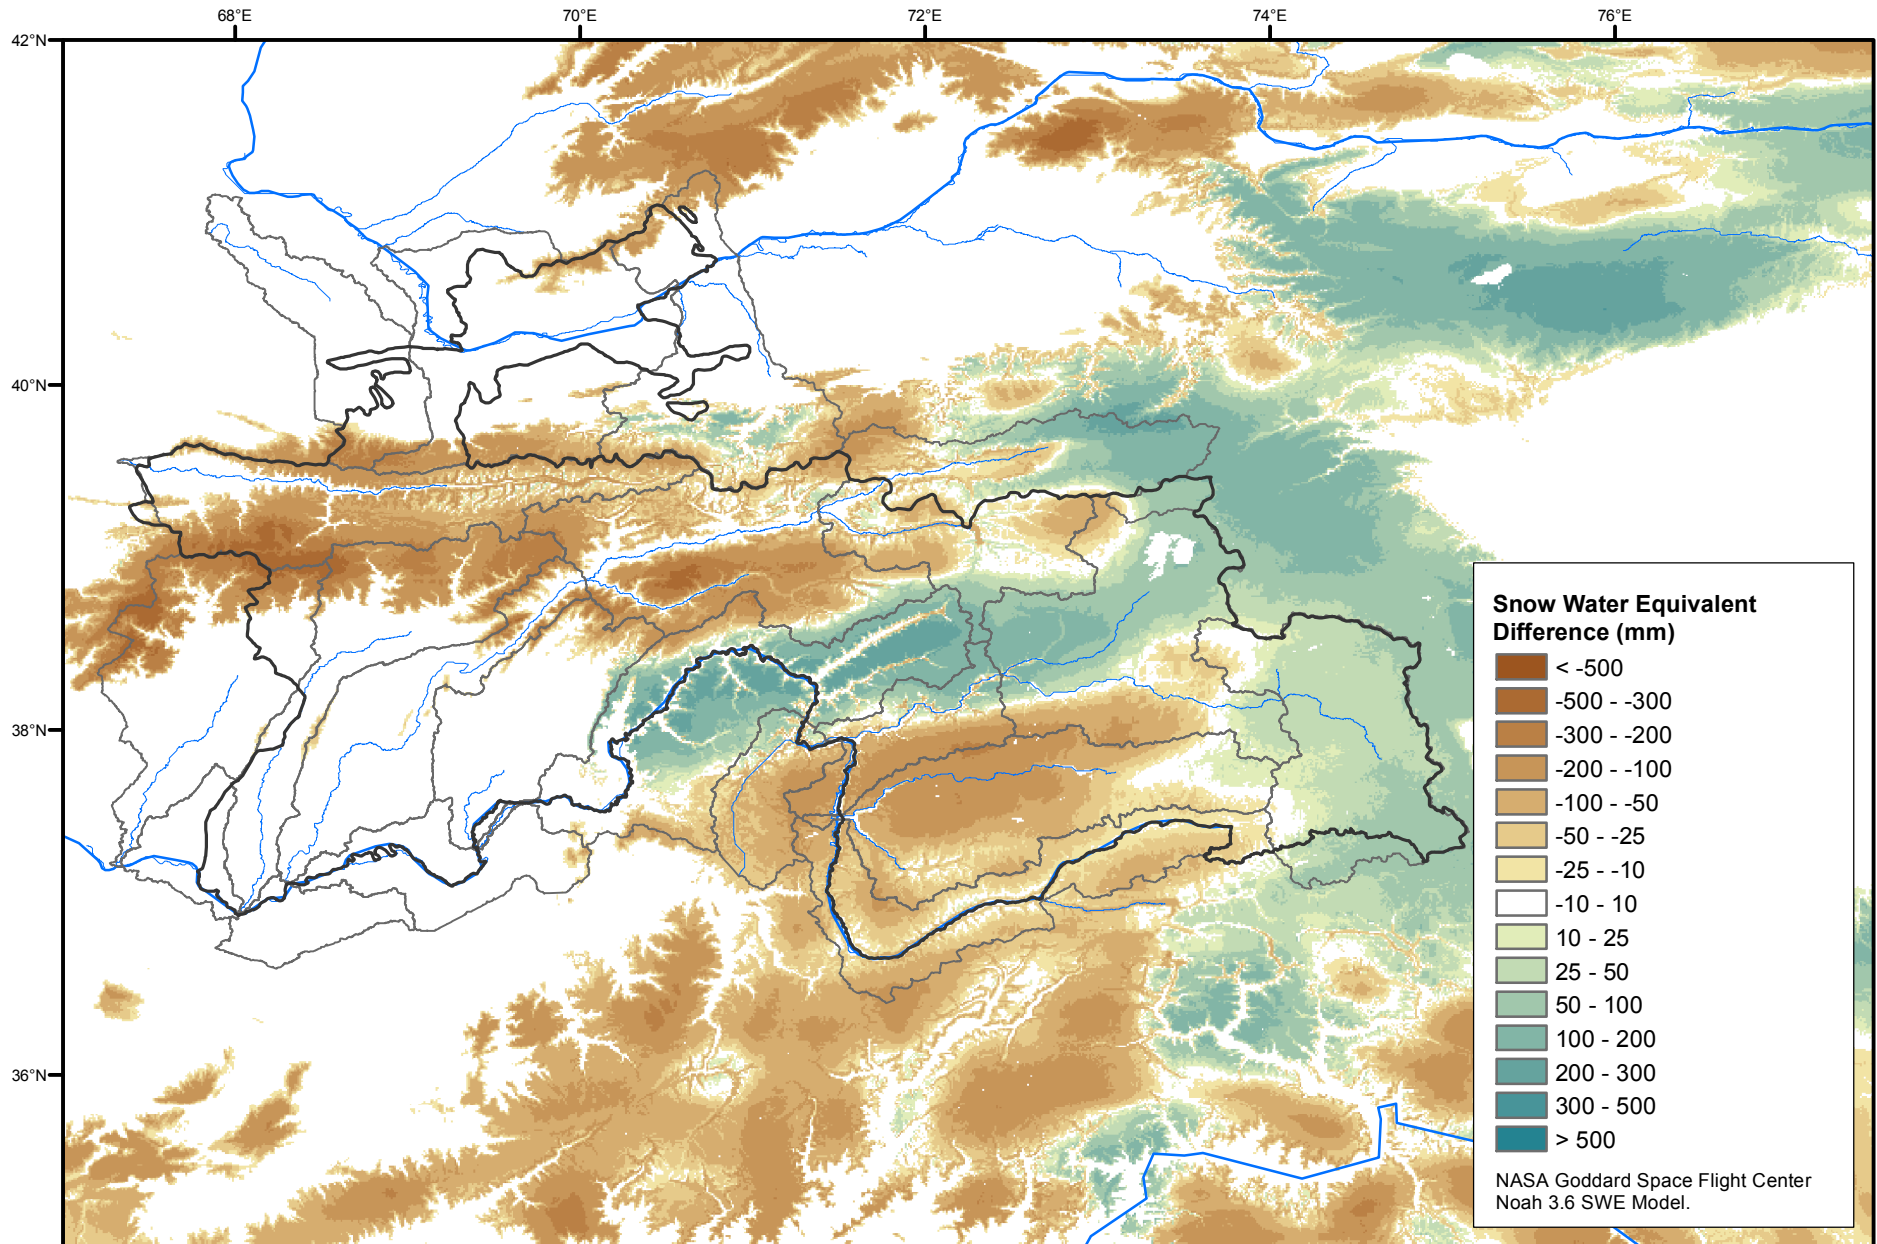 68°E 70°E 72°E 74°E 76°E
42°N
40°N
38°N
36°N
Snow Water Equivalent
Difference (mm)
< -500
-500 - -300
-300 - -200
-200 - -100
-100 - -50
-50 - -25
-25 - -10
-10 - 10
10 - 25
25 - 50
50 - 100
100 - 200
200 - 300
300 - 500
> 500
NASA Goddard Space Flight Center
Noah 3.6 SWE Model.